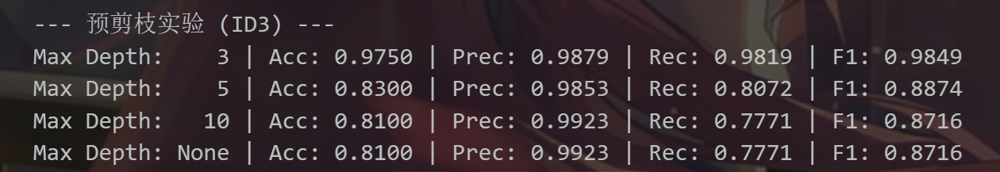 --- 预剪枝实验 (ID3) ---
Max Depth:    3 | Acc: 0.9750 | Prec: 0.9879 | Rec: 0.9819 | F1: 0.9849
Max Depth:    5 | Acc: 0.8300 | Prec: 0.9853 | Rec: 0.8072 | F1: 0.8874
Max Depth:   10 | Acc: 0.8100 | Prec: 0.9923 | Rec: 0.7771 | F1: 0.8716
Max Depth: None | Acc: 0.8100 | Prec: 0.9923 | Rec: 0.7771 | F1: 0.8716